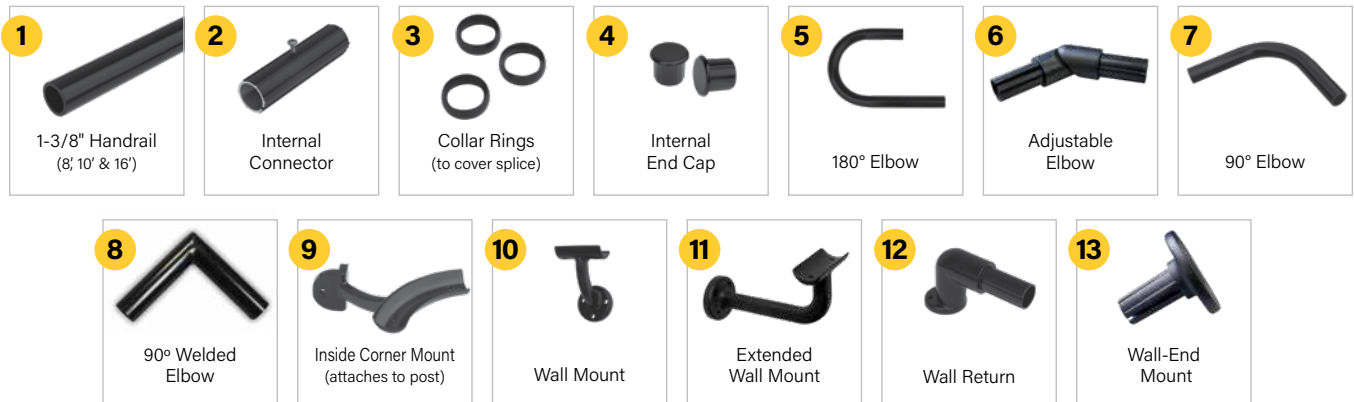 1
1-3/8" Handrail
(8', 10' & 16')
2
Internal
Connector
3
Collar Rings
(to cover splice)
4
Internal
End Cap
5
180° Elbow
6
Adjustable
Elbow
7
90° Elbow
8
90º Welded
Elbow
9
Inside Corner Mount
(attaches to post)
10
Wall Mount
11
Extended
Wall Mount
12
Wall Return
13
Wall-End
Mount